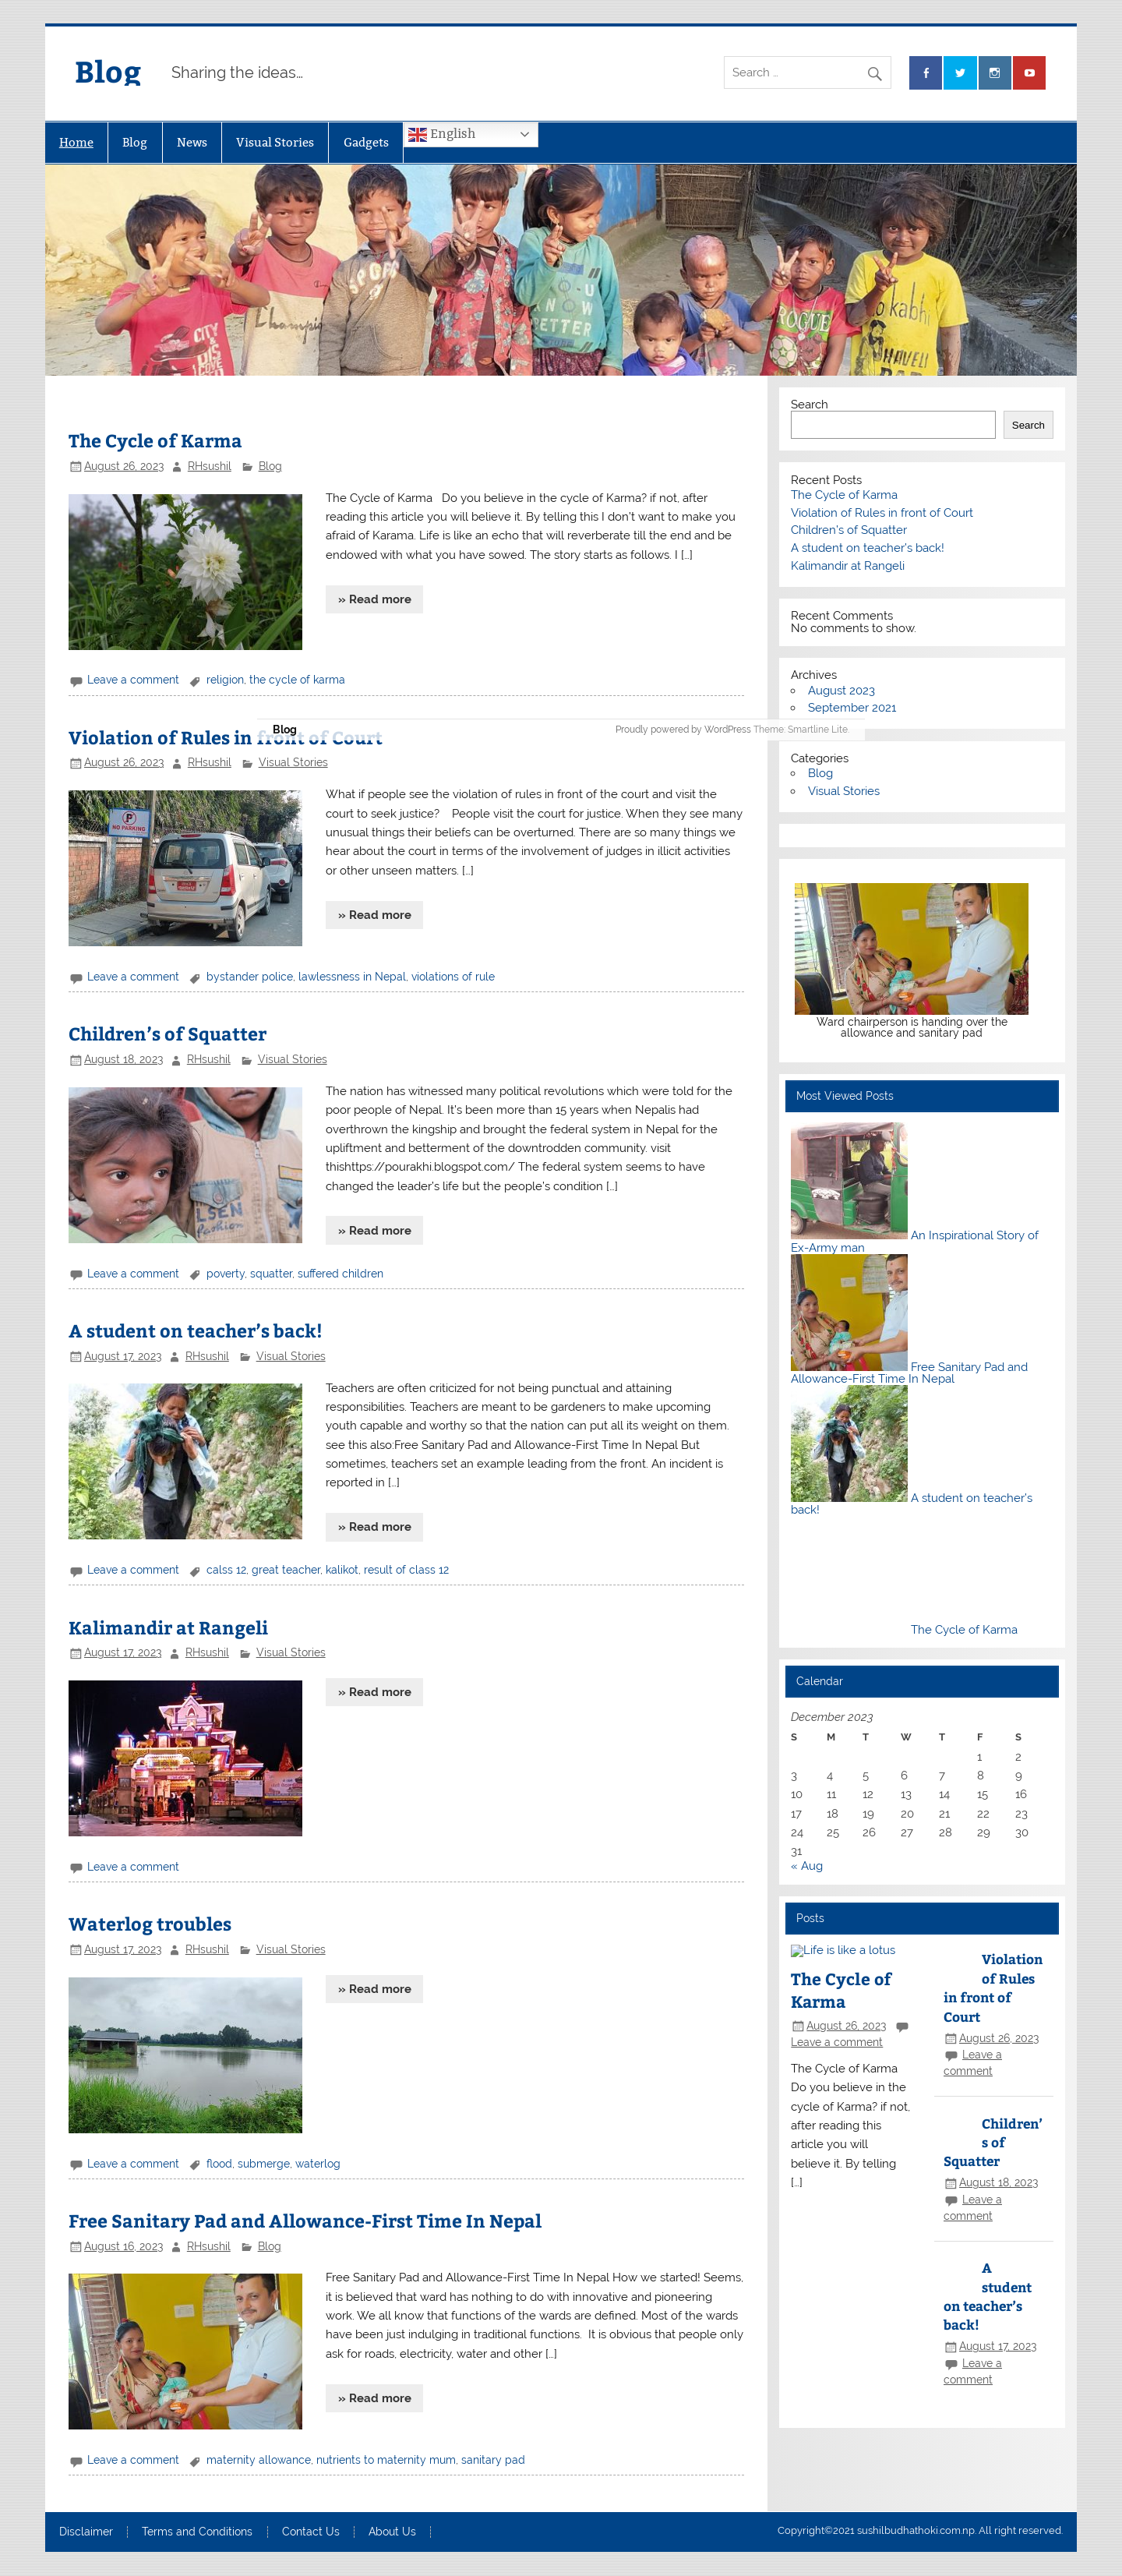 Blog
Sharing the ideas...
Search ...
Home
Blog
News
Visual Stories
Gadgets
English
The Cycle of Karma
August 26, 2023 RHsushil Blog
The Cycle of Karma Do you believe in the cycle of Karma? if not, after
reading this article you will believe it. By telling this I don't want to make you
afraid of Karama. Life is like an echo that will reverberate till the end and be
endowed with what you have sowed. The story starts as follows. I [...]
» Read more
Leave a comment religion, the cycle of karma
Violation of Rules in front of Court
August 26, 2023 RHsushil Visual Stories
What if people see the violation of rules in front of the court and visit the
court to seek justice? People visit the court for justice. When they see many
unusual things their beliefs can be overturned. There are so many things we
hear about the court in terms of the involvement of judges in illicit activities
or other unseen matters. [...]
» Read more
NO PARKING
Leave a comment bystander police, lawlessness in Nepal, violations of rule
Blog
Proudly powered by WordPress Theme: Smartline Lite.
Children's of Squatter
August 18, 2023 RHsushil Visual Stories
The nation has witnessed many political revolutions which were told for the
poor people of Nepal. It's been more than 15 years when Nepalis had
overthrown the kingship and brought the federal system in Nepal for the
upliftment and betterment of the downtrodden community. visit
thishttps://pourakhi.blogspot.com/ The federal system seems to have
changed the leader's life but the people's condition [...]
» Read more
Leave a comment poverty, squatter, suffered children
A student on teacher's back!
August 17, 2023 RHsushil Visual Stories
Teachers are often criticized for not being punctual and attaining
responsibilities. Teachers are meant to be gardeners to make upcoming
youth capable and worthy so that the nation can put all its weight on them.
see this also:Free Sanitary Pad and Allowance-First Time In Nepal But
sometimes, teachers set an example leading from the front. An incident is
reported in [...]
» Read more
Leave a comment calss 12, great teacher, kalikot, result of class 12
Kalimandir at Rangeli
August 17, 2023 RHsushil Visual Stories
» Read more
Leave a comment
Waterlog troubles
August 17, 2023 RHsushil Visual Stories
» Read more
Leave a comment flood, submerge, waterlog
Free Sanitary Pad and Allowance-First Time In Nepal
August 16, 2023 RHsushil Blog
Free Sanitary Pad and Allowance-First Time In Nepal How we started! Seems,
it is believed that ward has nothing to do with innovative and pioneering
work. We all know that functions of the wards are defined. Most of the wards
have been just indulging in traditional functions. It is obvious that people only
ask for roads, electricity, water and other [...]
» Read more
Leave a comment maternity allowance, nutrients to maternity mum, sanitary pad
Search
Search
Recent Posts
The Cycle of Karma
Violation of Rules in front of Court
Children's of Squatter
A student on teacher's back!
Kalimandir at Rangeli
Recent Comments
No comments to show.
Archives
August 2023
September 2021
Categories
Blog
Visual Stories
Ward chairperson is handing over the
allowance and sanitary pad
Most Viewed Posts
An Inspirational Story of
Ex-Army man
Free Sanitary Pad and
Allowance-First Time In Nepal
A student on teacher's
back!
The Cycle of Karma
Calendar
December 2023
S M T W T F S
1 2
3 4 5 6 7 8 9
10 11 12 13 14 15 16
17 18 19 20 21 22 23
24 25 26 27 28 29 30
31
« Aug
Posts
Life is like a lotus
The Cycle of
Karma
August 26, 2023
Leave a comment
The Cycle of Karma
Do you believe in the
cycle of Karma? if not,
after reading this
article you will
believe it. By telling
[...]
Violation
of Rules
in front of
Court
August 26, 2023
Leave a
comment
Children'
s of
Squatter
August 18, 2023
Leave a
comment
A
student
on teacher's
back!
August 17, 2023
Leave a
comment
Disclaimer
Terms and Conditions
Contact Us
About Us
Copyright©2021 sushilbudhathoki.com.np. All right reserved.